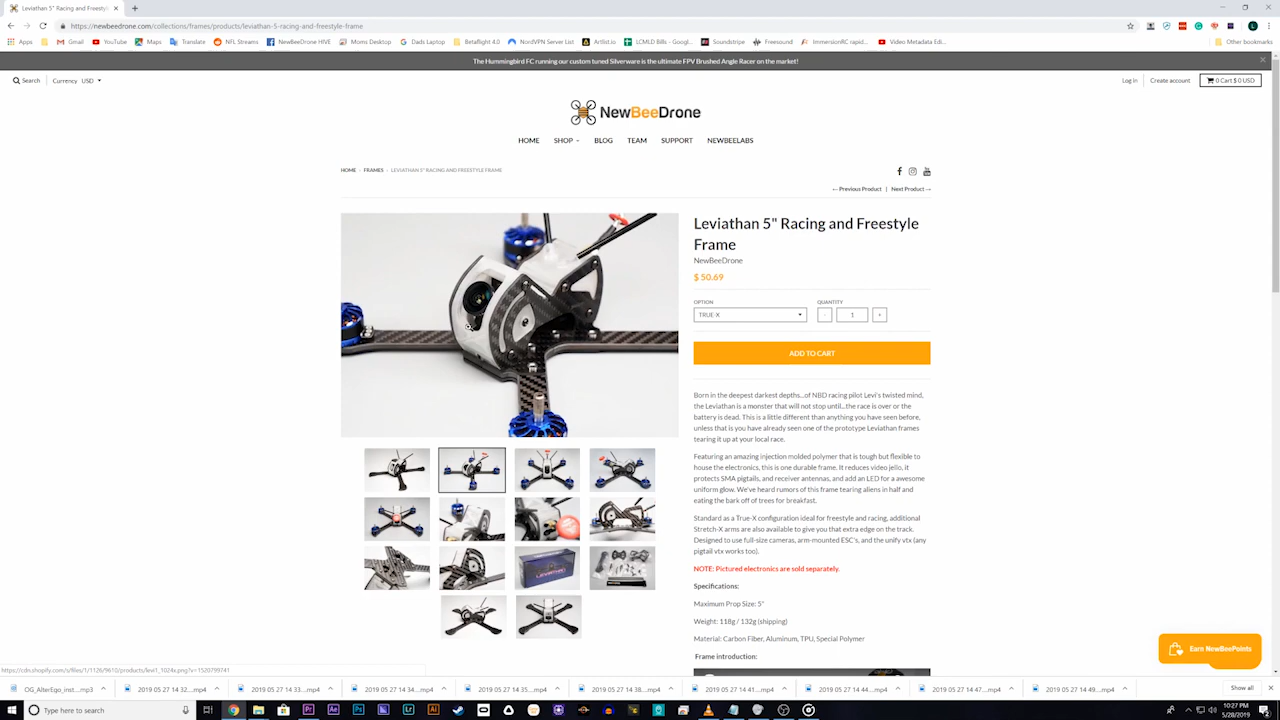 Leviathan 5" Racing and Freestyle
https://newbeedrone.com/collections/frames/products/leviathan-5-racing-and-freestyle-frame
Apps Gmail YouTube Maps Translate NFL Streams NewBeeDrone HIVE Moms Desktop Dads Laptop Betaflight 4.0 NordVPN Server List Artlist.io LCMLD Bills - Googl... Soundstripe Freesound ImmersionRC rapid... Video Metadata Edi... Other bookmarks
The Hummingbird FC running our custom tuned Silverware is the ultimate FPV Brushed Angle Racer on the market!
Search Currency USD Log in Create account 0 Cart $ 0 USD
NewBeeDrone
HOME SHOP BLOG TEAM SUPPORT NEWBEELABS
HOME FRAMES LEVIATHAN 5" RACING AND FREESTYLE FRAME
← Previous Product | Next Product →
Leviathan 5" Racing and Freestyle
Frame
NewBeeDrone
$ 50.69
OPTION QUANTITY
TRUE-X - 1 +
ADD TO CART
Born in the deepest darkest depths...of NBD racing pilot Levi's twisted mind,
the Leviathan is a monster that will not stop until...the race is over or the
battery is dead. This is a little different than anything you have seen before,
unless that is you have already seen one of the prototype Leviathan frames
tearing it up at your local race.
Featuring an amazing injection molded polymer that is tough but flexible to
house the electronics, this is one durable frame. It reduces video jello, it
protects SMA pigtails, and receiver antennas, and add an LED for a awesome
uniform glow. We've heard rumors of this frame tearing aliens in half and
eating the bark off of trees for breakfast.
Standard as a True-X configuration ideal for freestyle and racing, additional
Stretch-X arms are also available to give you that extra edge on the track.
Designed to use full-size cameras, arm-mounted ESC's, and the unify vtx (any
pigtail vtx works too).
NOTE: Pictured electronics are sold separately.
Specifications:
Maximum Prop Size: 5"
Weight: 118g / 132g (shipping)
Material: Carbon Fiber, Aluminum, TPU, Special Polymer
Frame introduction:
Earn NewBeePoints
https://cdn.shopify.com/s/files/1/1126/9610/products/levi1_1024x.png?v=1520799741
OG_AlterEgo_inst....mp3 2019 05 27 14 32....mp4 2019 05 27 14 33....mp4 2019 05 27 14 34....mp4 2019 05 27 14 35....mp4 2019 05 27 14 38....mp4 2019 05 27 14 41....mp4 2019 05 27 14 44....mp4 2019 05 27 14 47....mp4 2019 05 27 14 49....mp4 Show all
Type here to search
10:27 PM
5/28/2019